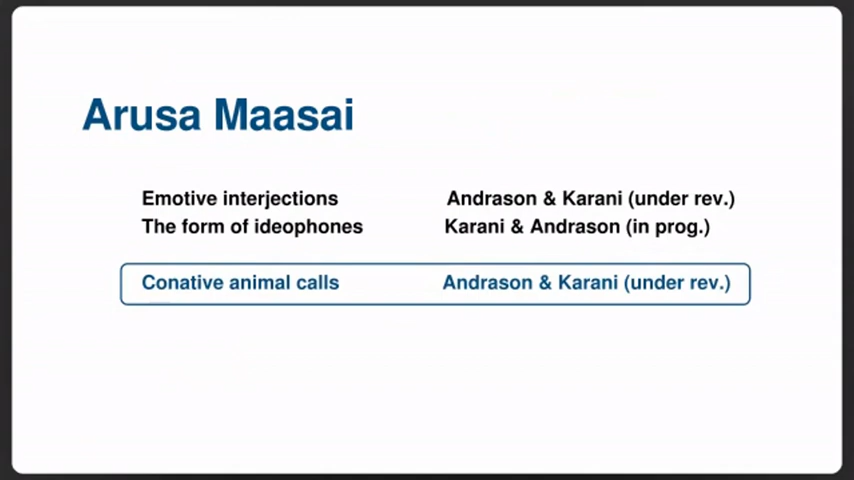 Arusa Maasai
Emotive interjections Andrason & Karani (under rev.)
The form of ideophones Karani & Andrason (in prog.)
Conative animal calls Andrason & Karani (under rev.)